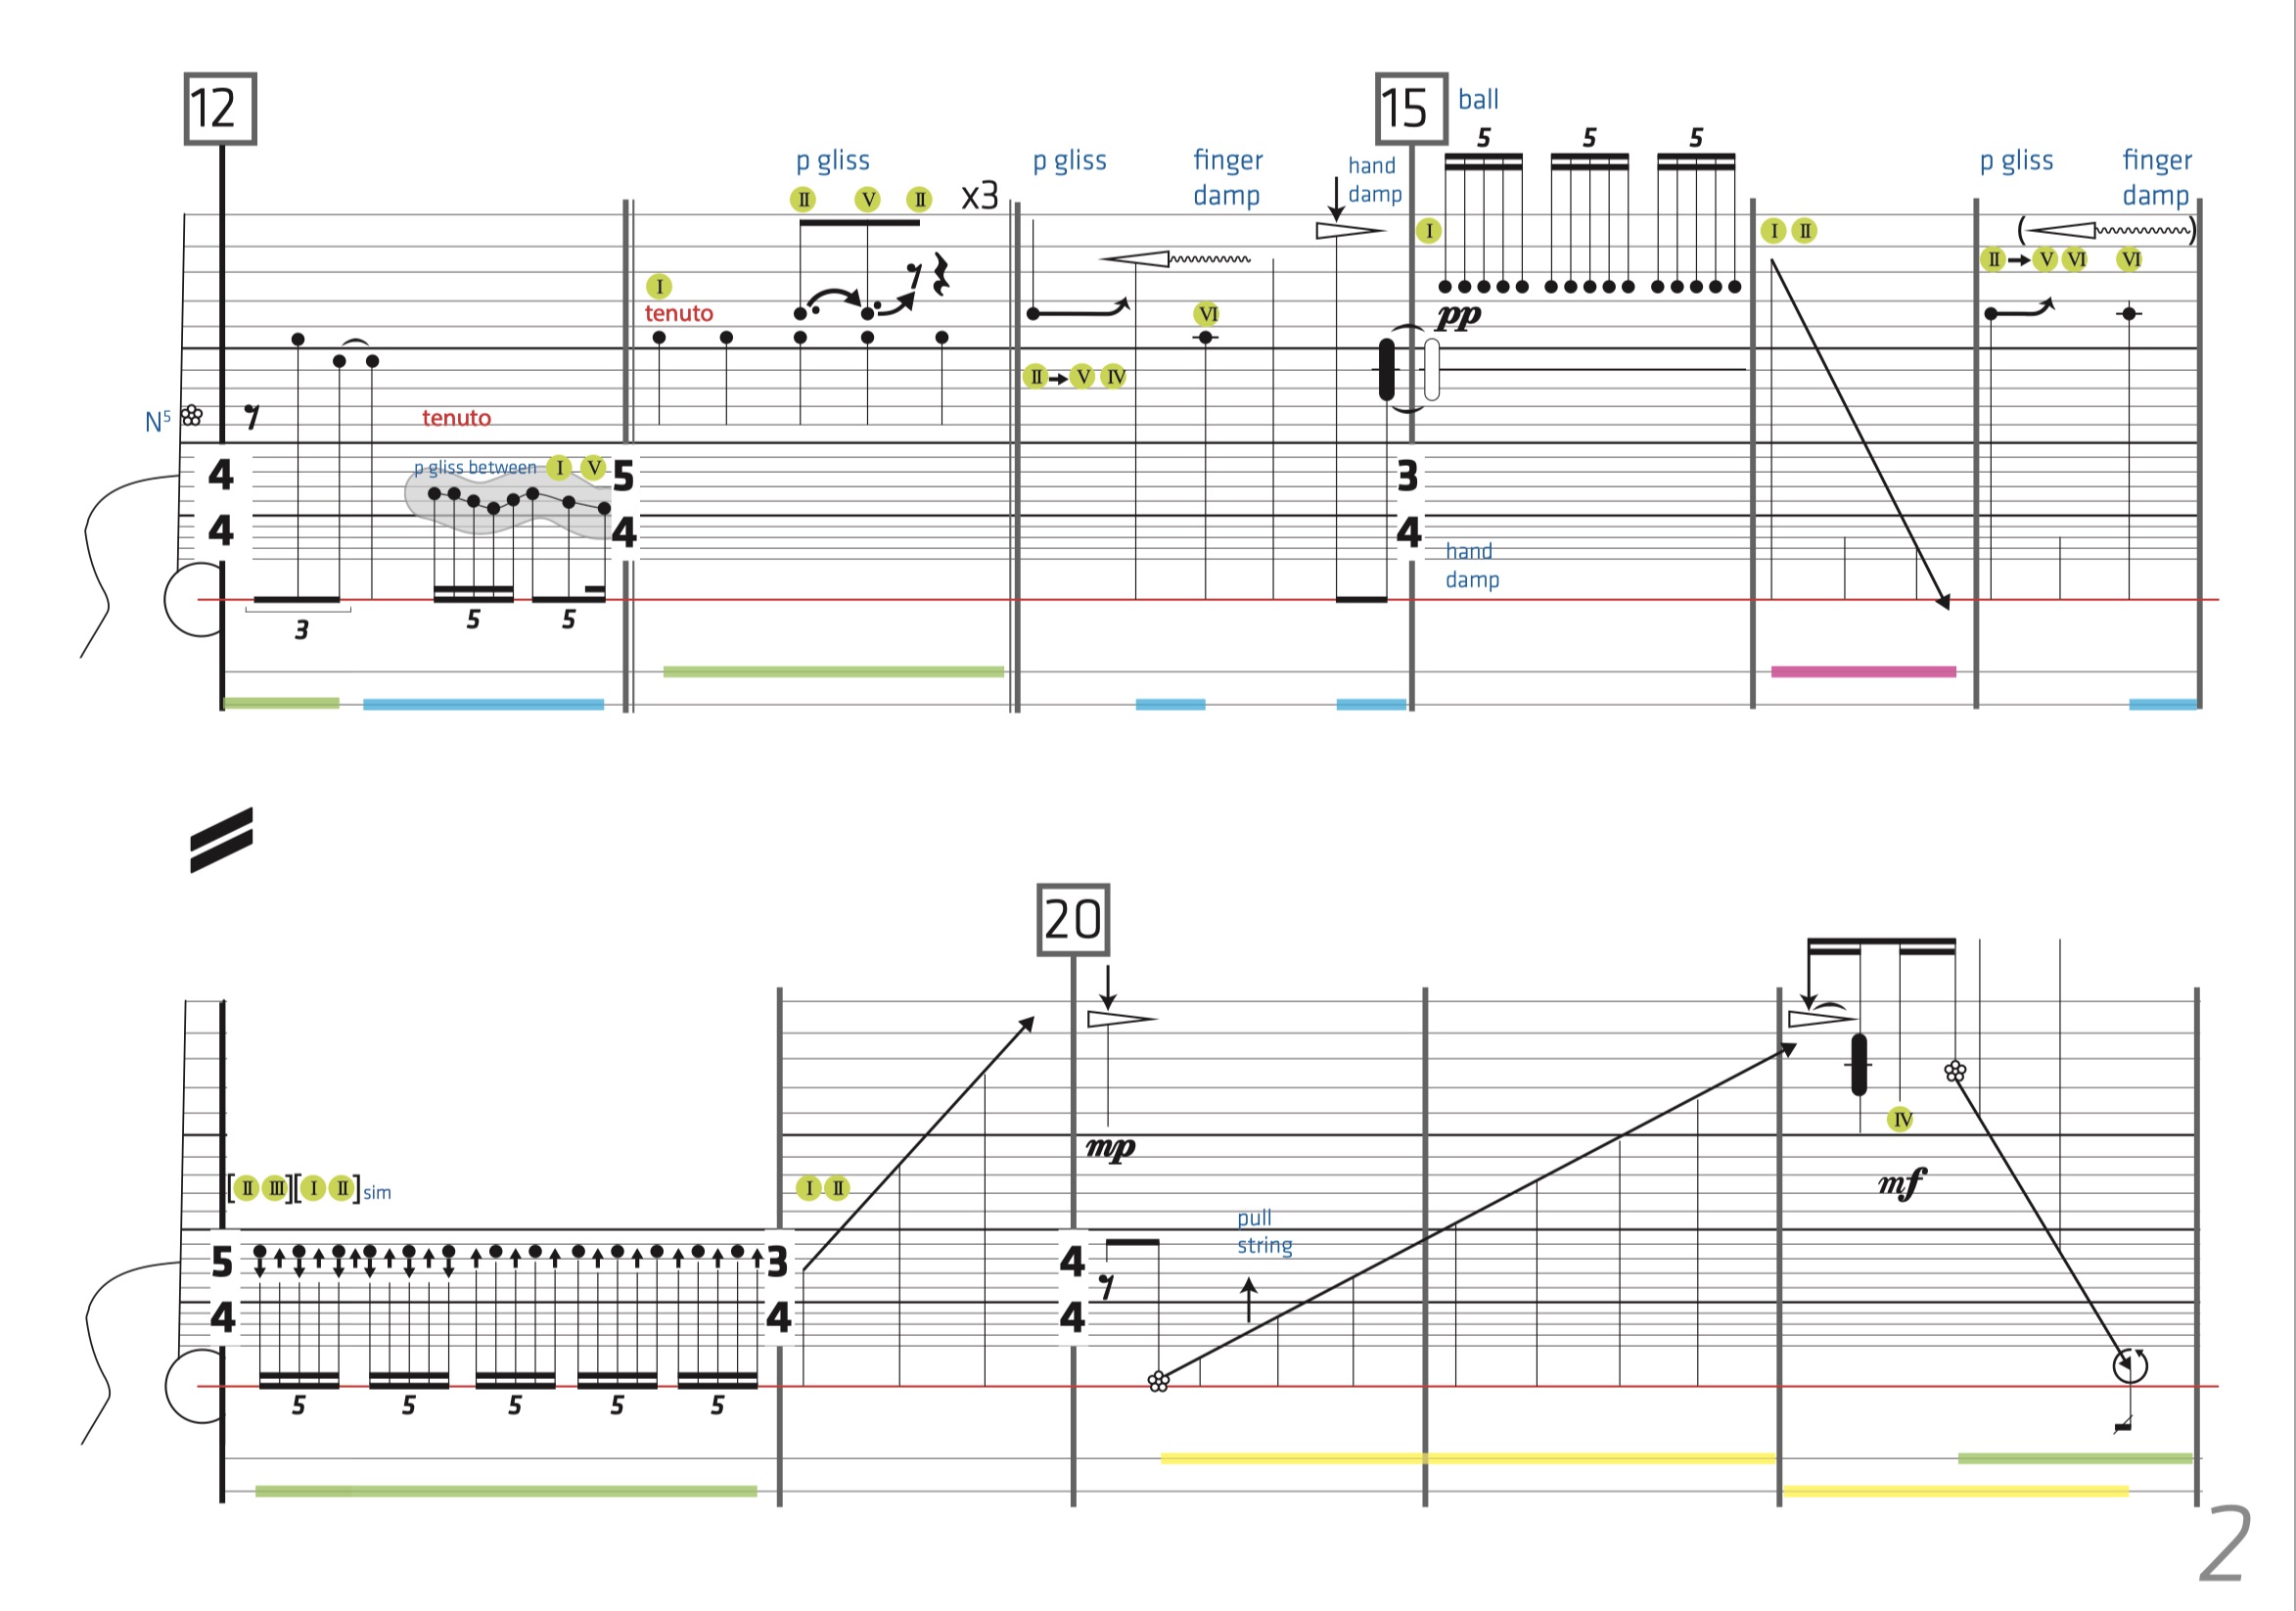 12
15
ball
5 5 5
p gliss
p gliss
finger
damp
hand
damp
p gliss
finger
damp
II V II x3
I
I II
I
tenuto
VI
pp
II V VI VI
II V IV
N5
tenuto
p gliss between I V
4
4
5
4
3
4
hand
damp
3
5
5
20
mp
IV
mf
[II III][I II] sim
I II
pull
string
5
4
3
4
4
4
5 5 5 5 5
2